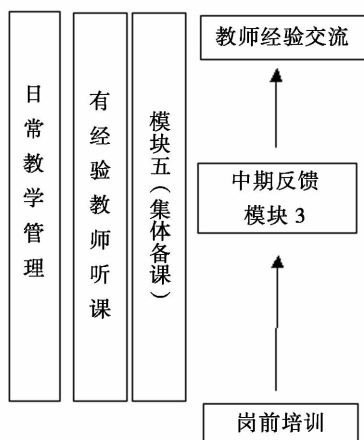 日常教学管理
有经验教师听课
模块五（集体备课）
教师经验交流
中期反馈
模块 3
岗前培训